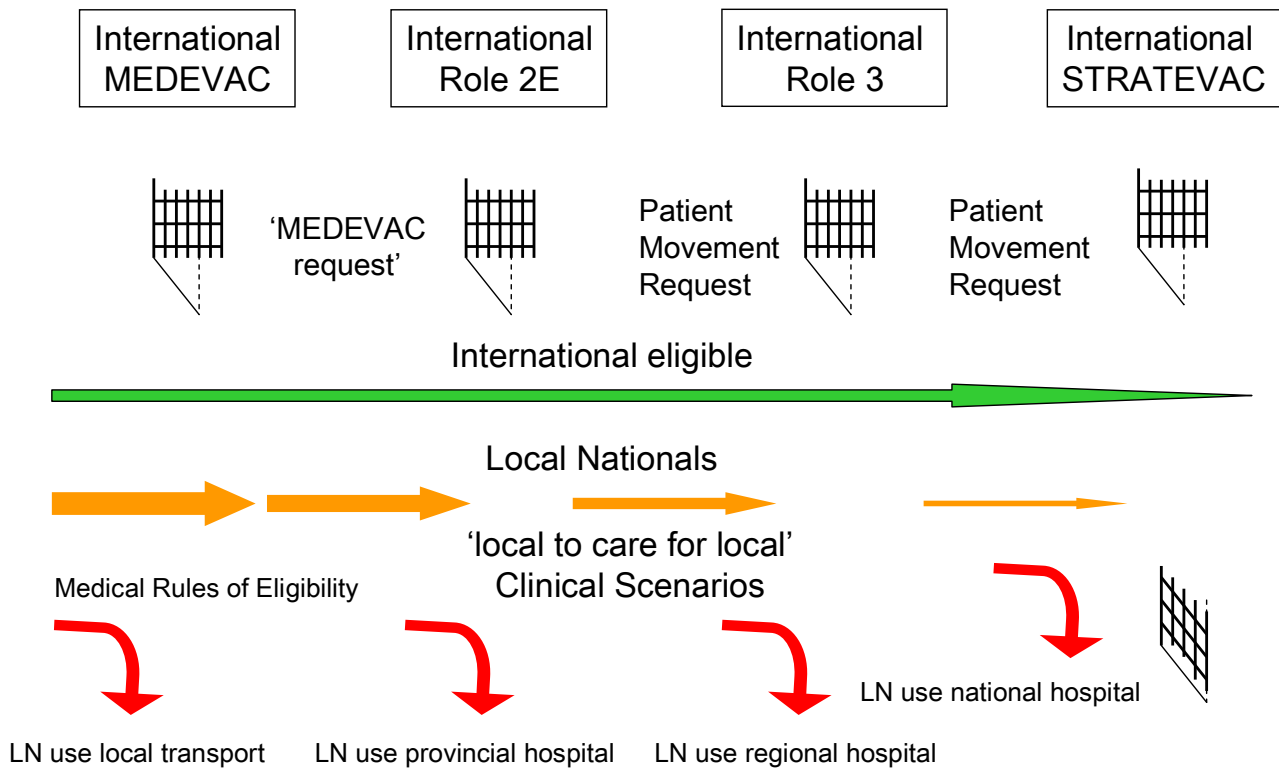 International
MEDEVAC
International
Role 2E
International
Role 3
International
STRATEVAC
‘MEDEVAC
request’
Patient
Movement
Request
Patient
Movement
Request
International eligible
Local Nationals
‘local to care for local’
Clinical Scenarios
Medical Rules of Eligibility
LN use local transport
LN use provincial hospital
LN use regional hospital
LN use national hospital